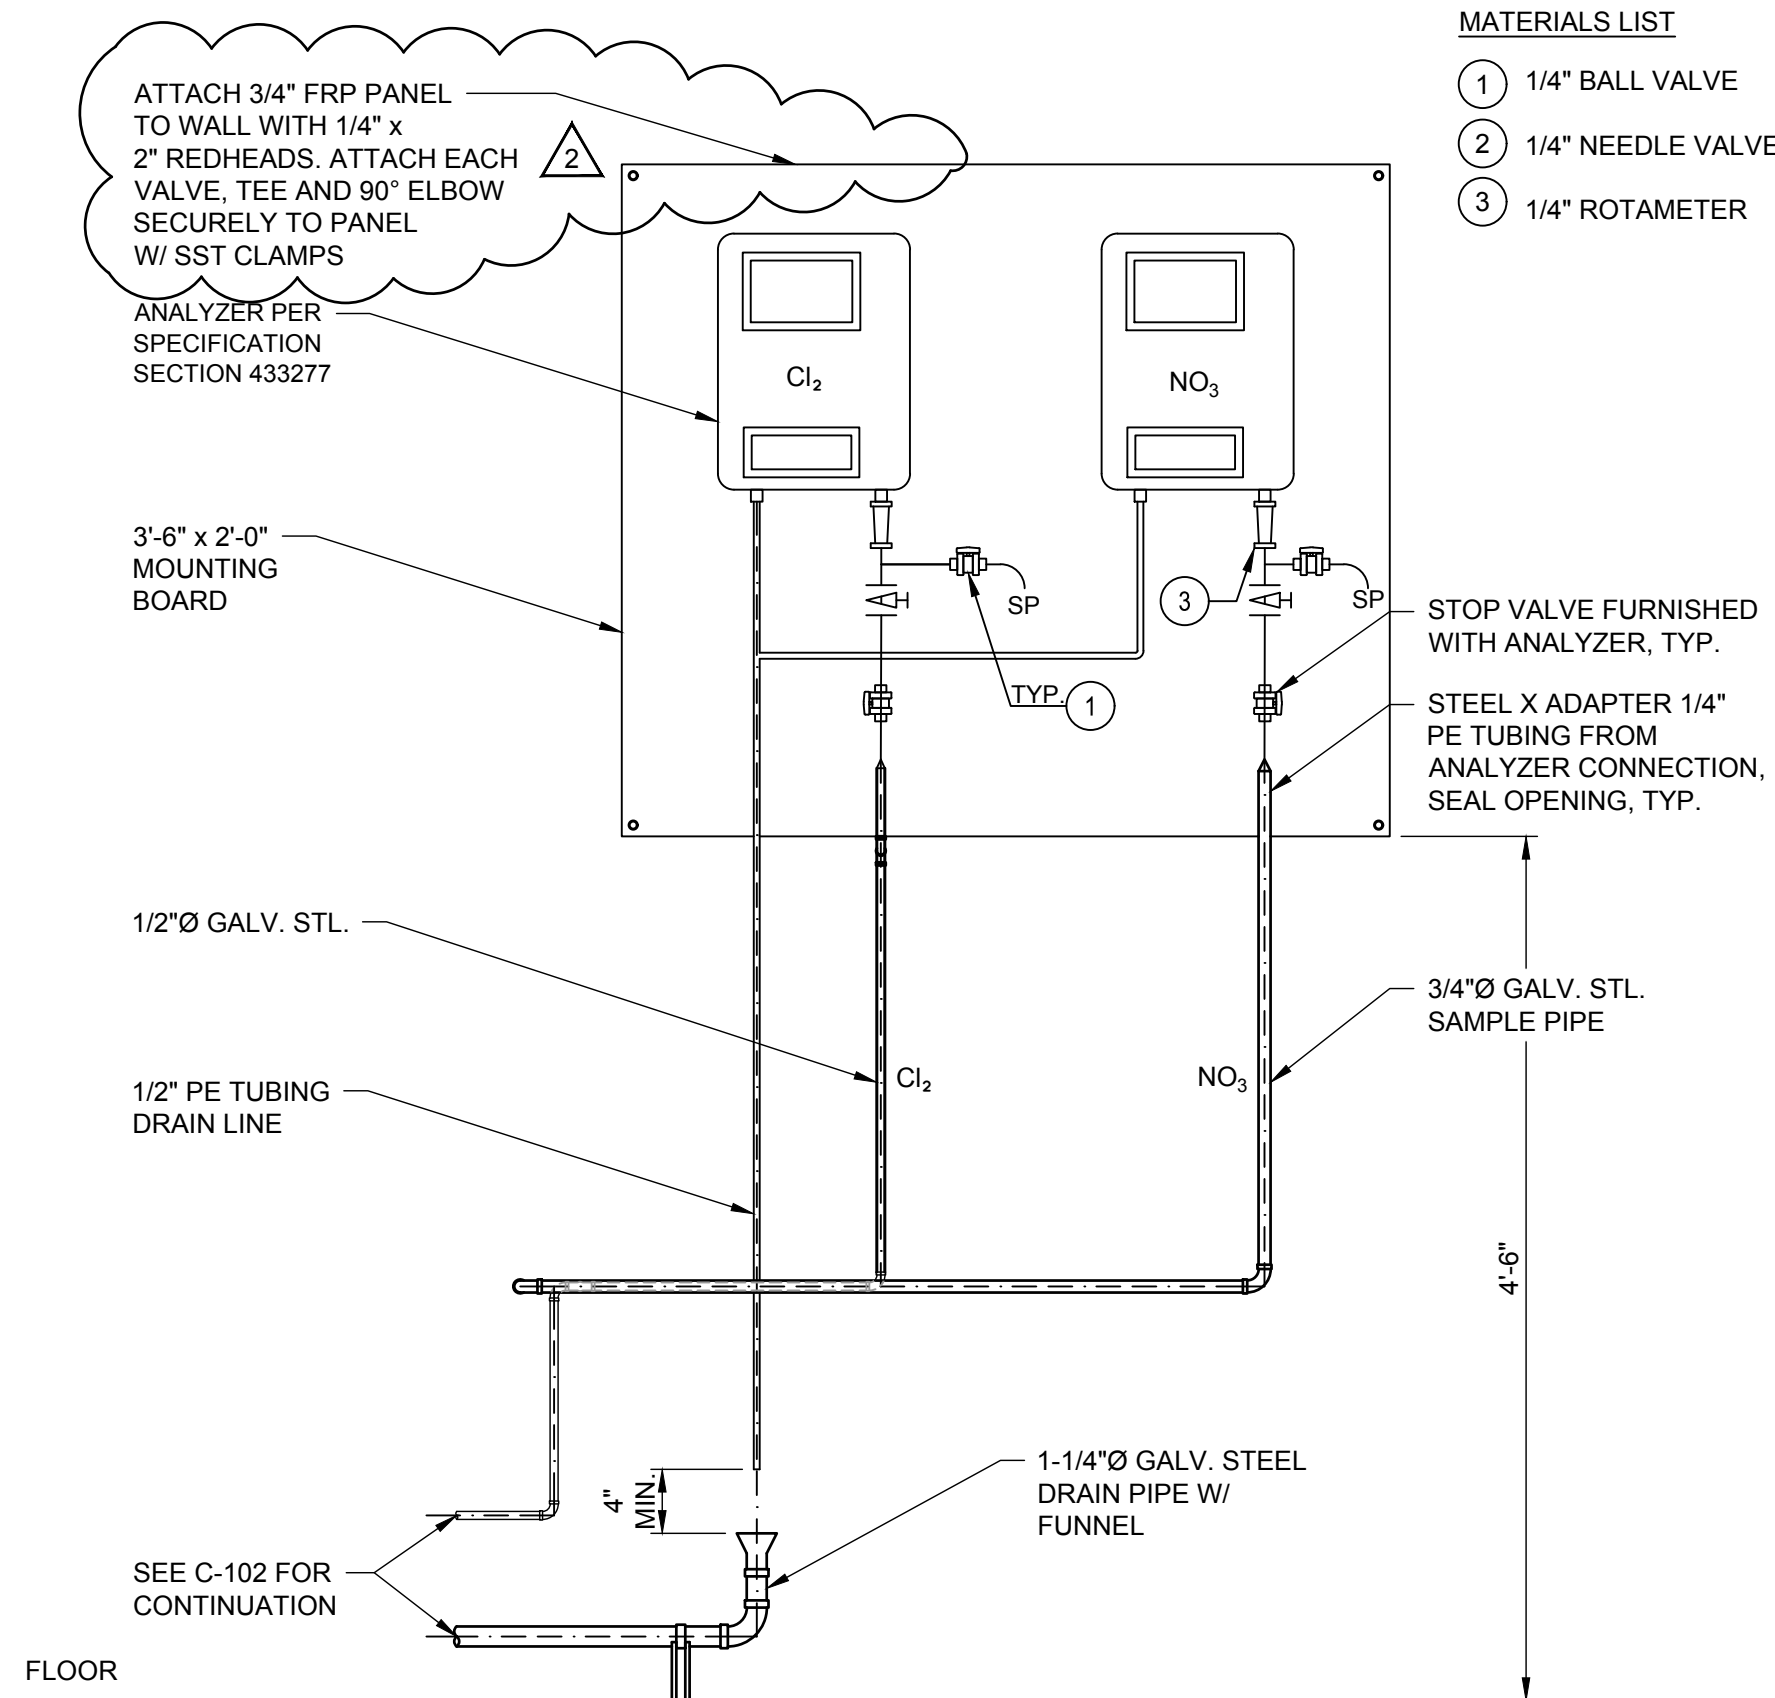 MATERIALS LIST
1 1/4" BALL VALVE
2 1/4" NEEDLE VALVE
3 1/4" ROTAMETER
ATTACH 3/4" FRP PANEL
TO WALL WITH 1/4" x
2" REDHEADS. ATTACH EACH
VALVE, TEE AND 90° ELBOW
SECURELY TO PANEL
W/ SST CLAMPS
2
ANALYZER PER
SPECIFICATION
SECTION 433277
Cl₂
NO₃
3'-6" x 2'-0"
MOUNTING
BOARD
SP
3
SP
TYP. 1
STOP VALVE FURNISHED
WITH ANALYZER, TYP.
STEEL X ADAPTER 1/4"
PE TUBING FROM
ANALYZER CONNECTION,
SEAL OPENING, TYP.
1/2"Ø GALV. STL.
3/4"Ø GALV. STL.
SAMPLE PIPE
Cl₂
NO₃
1/2" PE TUBING
DRAIN LINE
4'-6"
4"
MIN.
1-1/4"Ø GALV. STEEL
DRAIN PIPE W/
FUNNEL
SEE C-102 FOR
CONTINUATION
FLOOR